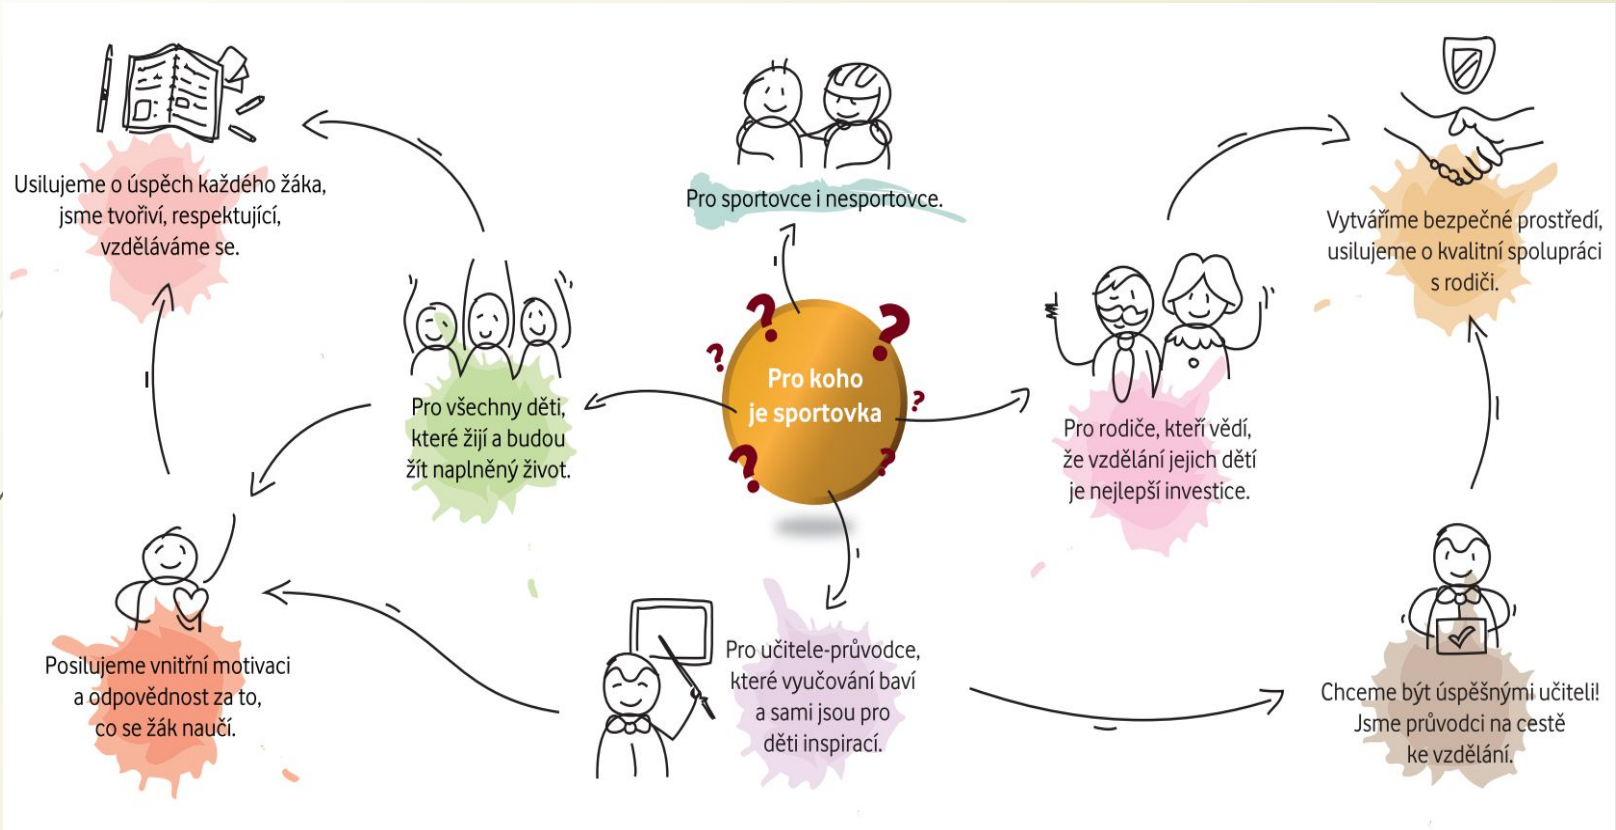 Usilujeme o úspěch každého žáka,
jsme tvořiví, respektující,
vzděláváme se.
Pro sportovce i nesportovce.
Vytváříme bezpečné prostředí,
usilujeme o kvalitní spolupráci
s rodiči.
Pro všechny děti,
které žijí a budou
žít naplněný život.
Pro koho
je sportovka
? ? ? ? ? ?
Pro rodiče, kteří vědí,
že vzdělání jejich dětí
je nejlepší investice.
Posilujeme vnitřní motivaci
a odpovědnost za to,
co se žák naučí.
Pro učitele-průvodce,
které vyučování baví
a sami jsou pro
děti inspirací.
Chceme být úspěšnými učiteli!
Jsme průvodci na cestě
ke vzdělání.